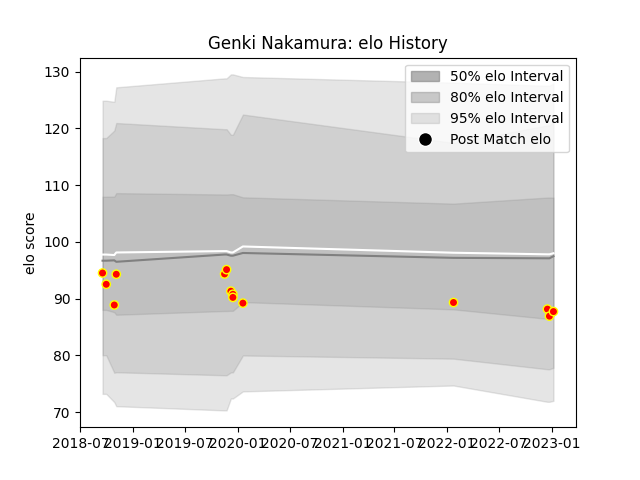 Genki Nakamura: elo History
130
120
110
100
90
80
70
elo score
50% elo Interval
80% elo Interval
95% elo Interval
Post Match elo
2018-07 2019-01 2019-07 2020-01 2020-07 2021-01 2021-07 2022-01 2022-07 2023-01